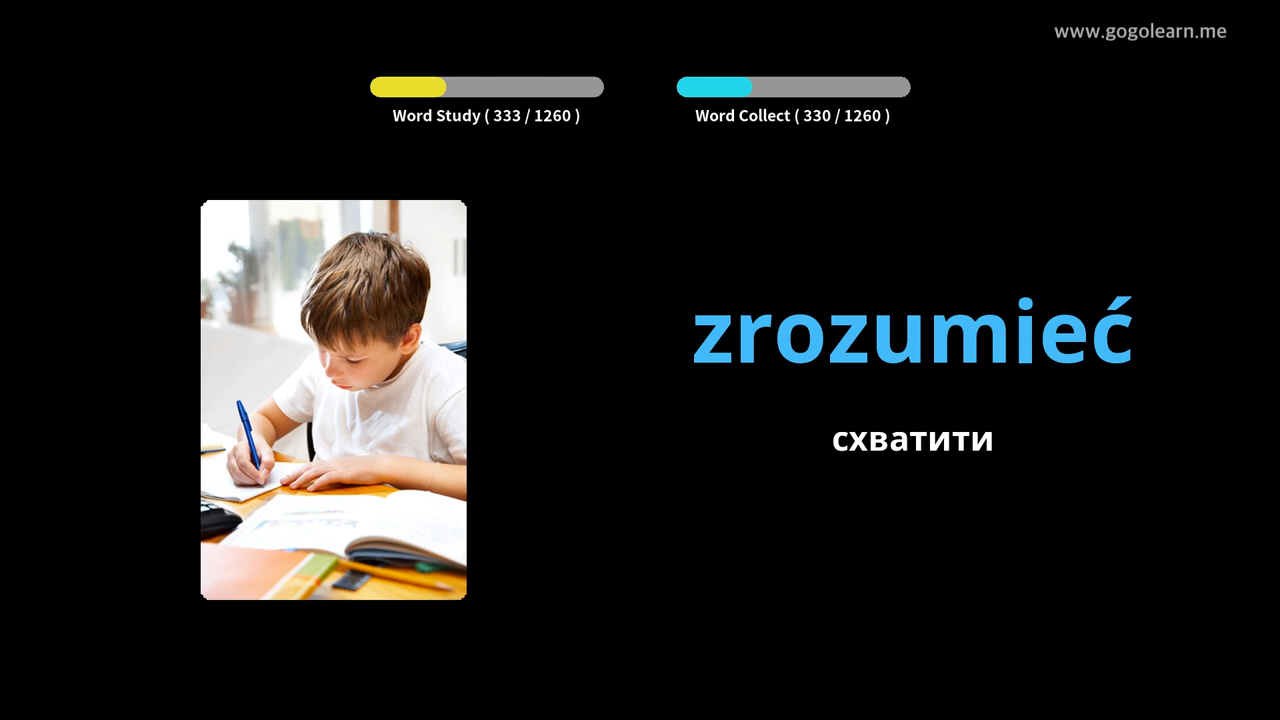 www.gogolearn.me
Word Study ( 333 / 1260 )
Word Collect ( 330 / 1260 )
zrozumieć
схватити